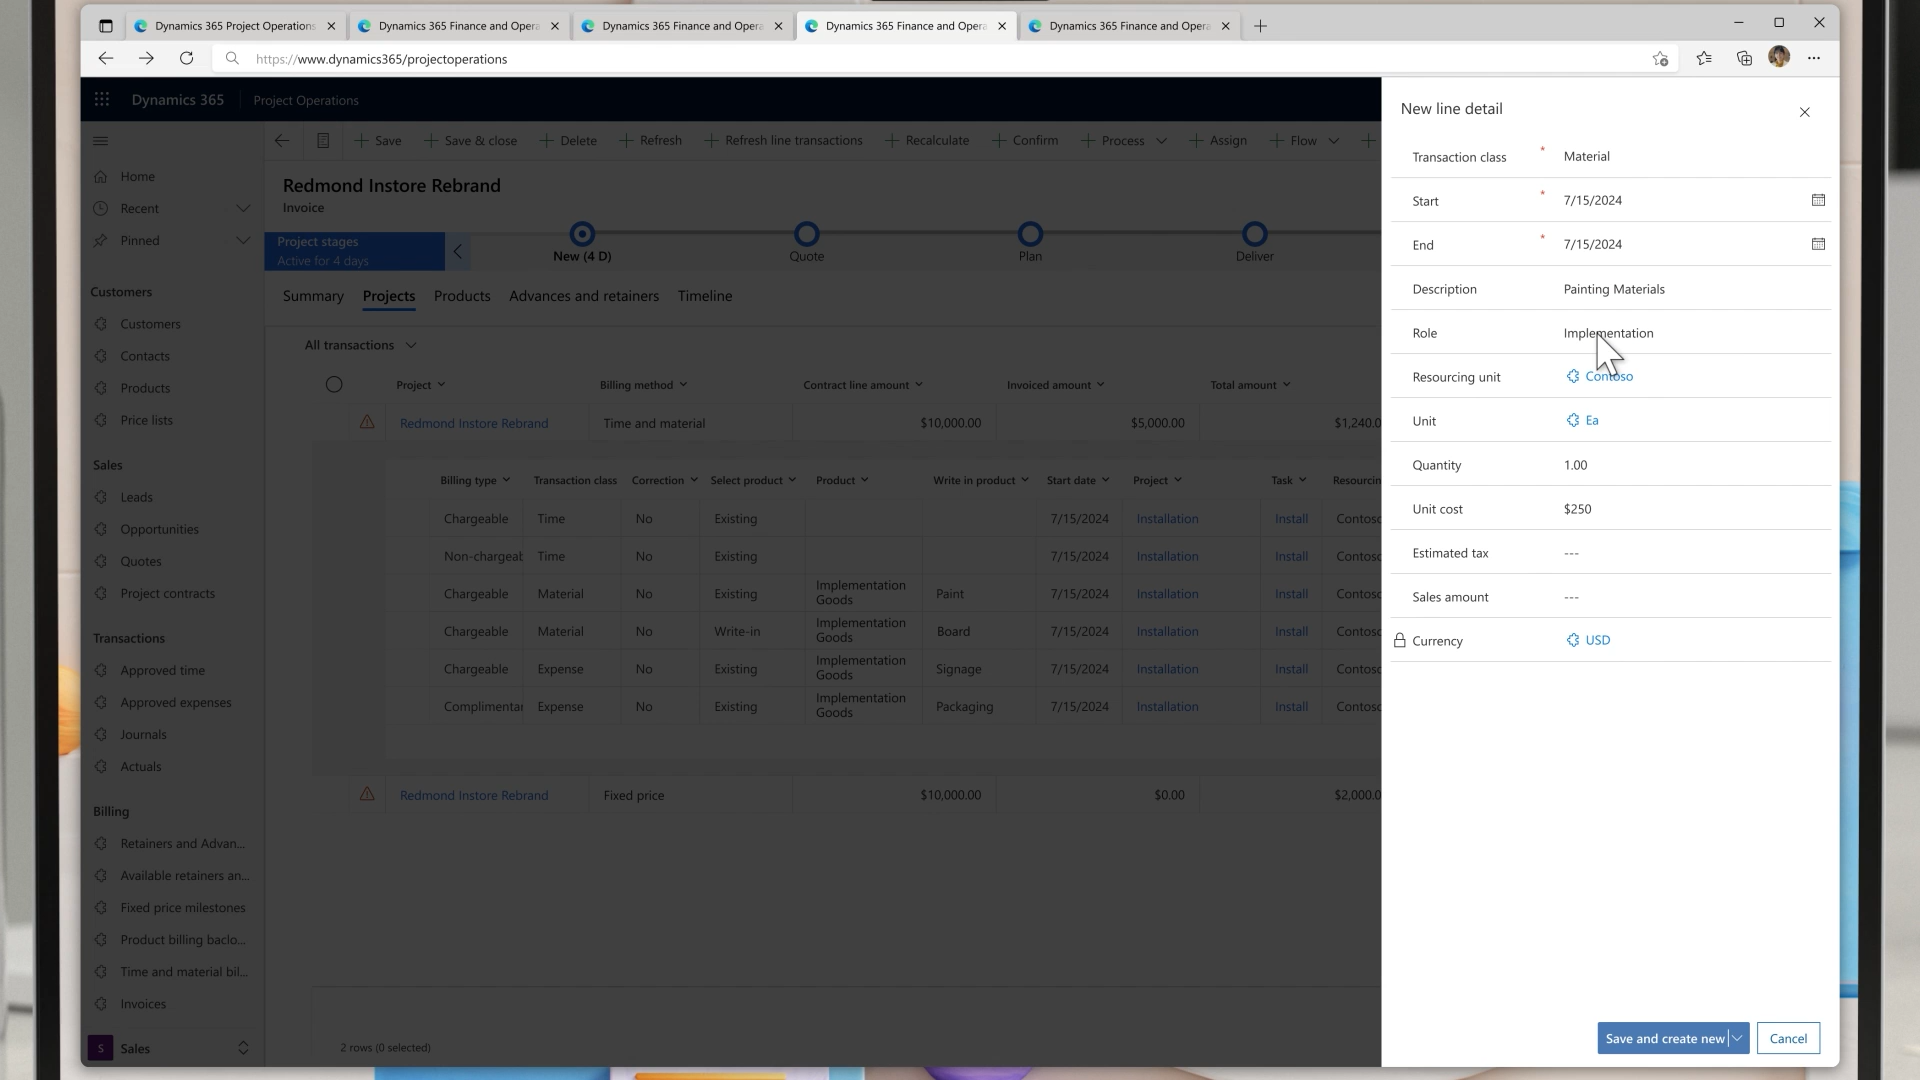 Dynamics 365 Project Operations
Dynamics 365 Finance and Opera
Dynamics 365 Finance and Opera
Dynamics 365 Finance and Opera
Dynamics 365 Finance and Opera
https://www.dynamics365/projectoperations
Dynamics 365
Project Operations
Save
Save & close
Delete
Refresh
Refresh line transactions
Recalculate
Confirm
Process
Assign
Flow
Home
Recent
Pinned
Customers
Customers
Contacts
Products
Price lists
Sales
Leads
Opportunities
Quotes
Project contracts
Transactions
Approved time
Approved expenses
Journals
Actuals
Billing
Retainers and Advan...
Available retainers an...
Fixed price milestones
Product billing backlo...
Time and material bil...
Invoices
S Sales
Redmond Instore Rebrand
Invoice
Project stages
Active for 4 days
New (4 D)
Quote
Plan
Deliver
Summary Projects Products Advances and retainers Timeline
All transactions
Project Billing method Contract line amount Invoiced amount Total amount
Redmond Instore Rebrand Time and material $10,000.00 $5,000.00 $1,240.0
Billing type Transaction class Correction Select product Product Write in product Start date Project Task Resourcin
Chargeable Time No Existing 7/15/2024 Installation Install Contoso
Non-chargeab Time No Existing 7/15/2024 Installation Install Contoso
Chargeable Material No Existing Implementation Goods Paint 7/15/2024 Installation Install Contoso
Chargeable Material No Write-in Implementation Goods Board 7/15/2024 Installation Install Contoso
Chargeable Expense No Existing Implementation Goods Signage 7/15/2024 Installation Install Contoso
Complimentar Expense No Existing Implementation Goods Packaging 7/15/2024 Installation Install Contoso
Redmond Instore Rebrand Fixed price $10,000.00 $0.00 $2,000.0
2 rows (0 selected)
New line detail
Transaction class * Material
Start * 7/15/2024
End * 7/15/2024
Description Painting Materials
Role Implementation
Resourcing unit Contoso
Unit Ea
Quantity 1.00
Unit cost $250
Estimated tax ---
Sales amount ---
Currency USD
Save and create new
Cancel